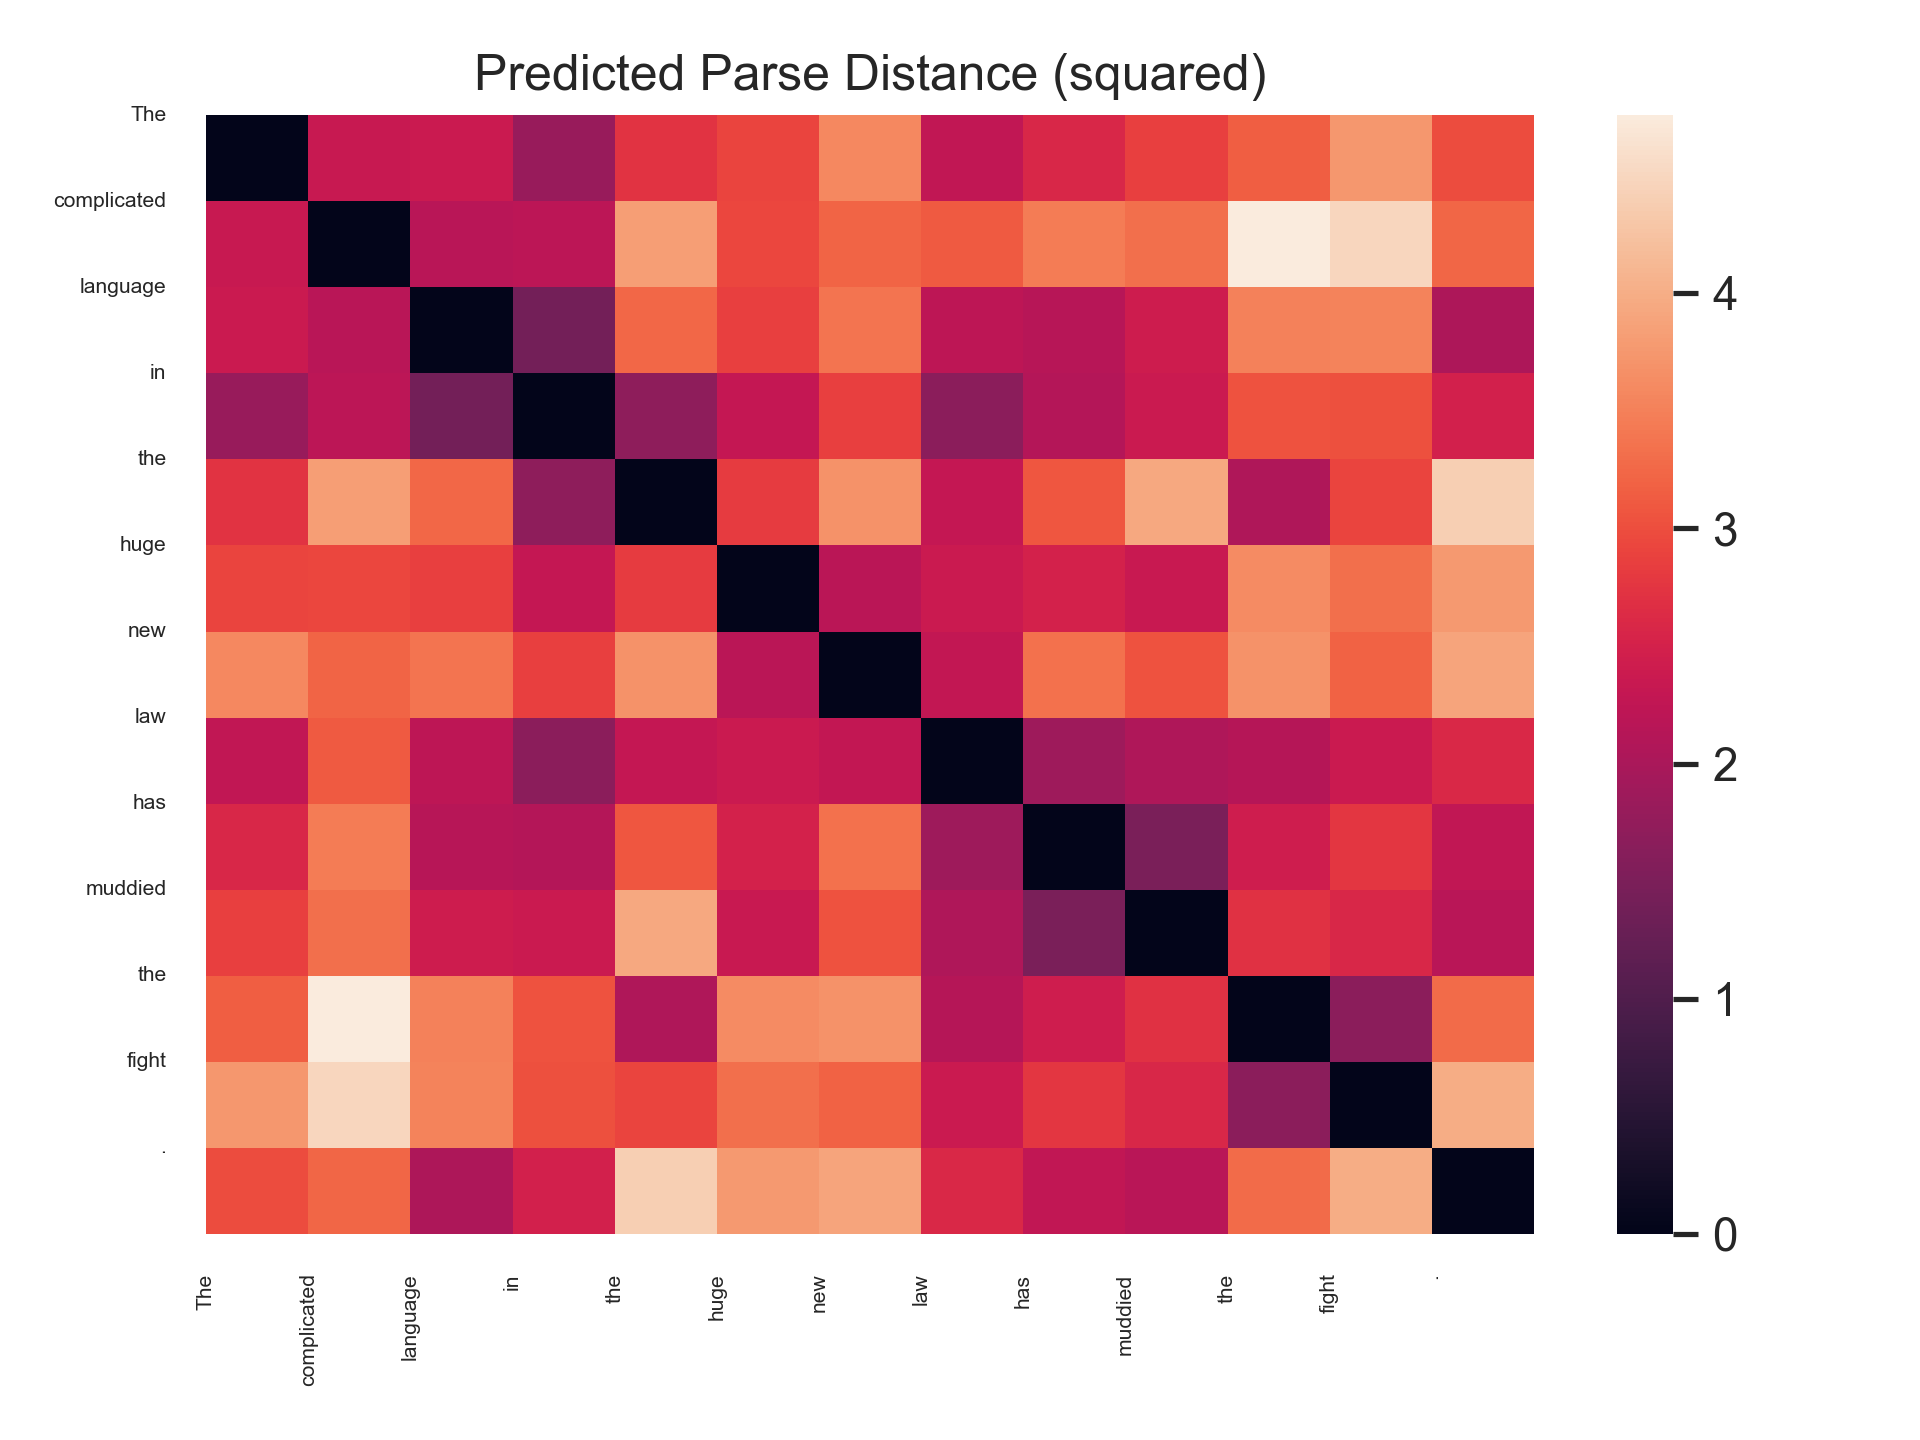 Predicted Parse Distance (squared)
The
complicated
language
in
the
huge
new
law
has
muddied
the
fight
.
4
3
2
1
0
The
complicated
language
in
the
huge
new
law
has
muddied
the
fight
.